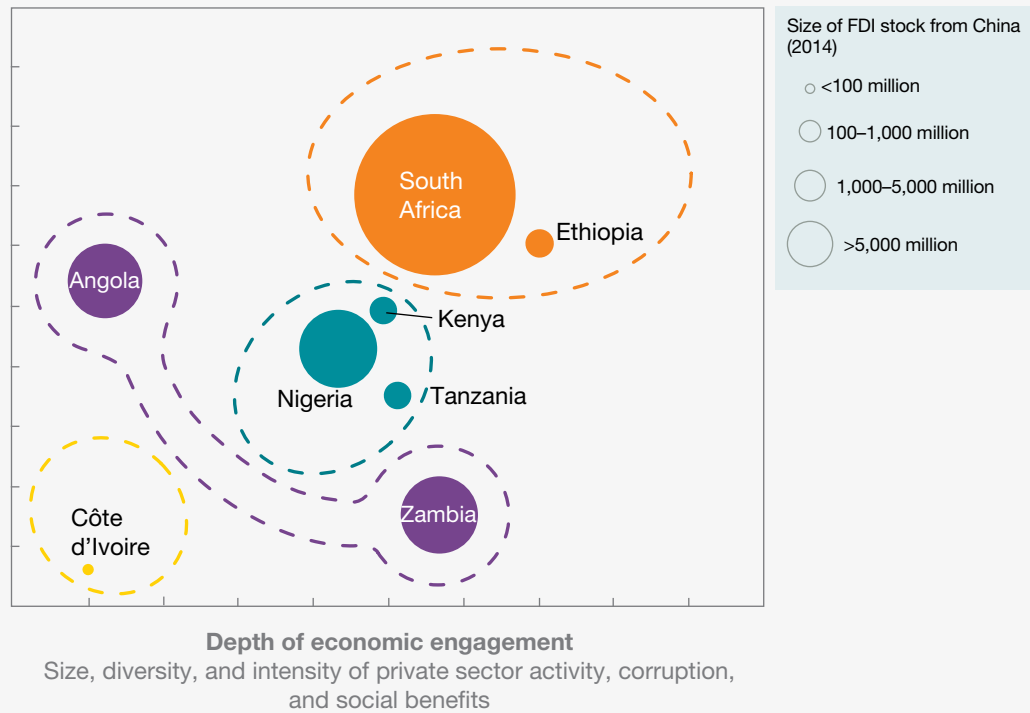 Size of FDI stock from China
(2014)
<100 million
100–1,000 million
1,000–5,000 million
>5,000 million
South
Africa
Ethiopia
Angola
Kenya
Nigeria
Tanzania
Zambia
Côte
d’Ivoire
Depth of economic engagement
Size, diversity, and intensity of private sector activity, corruption,
and social benefits